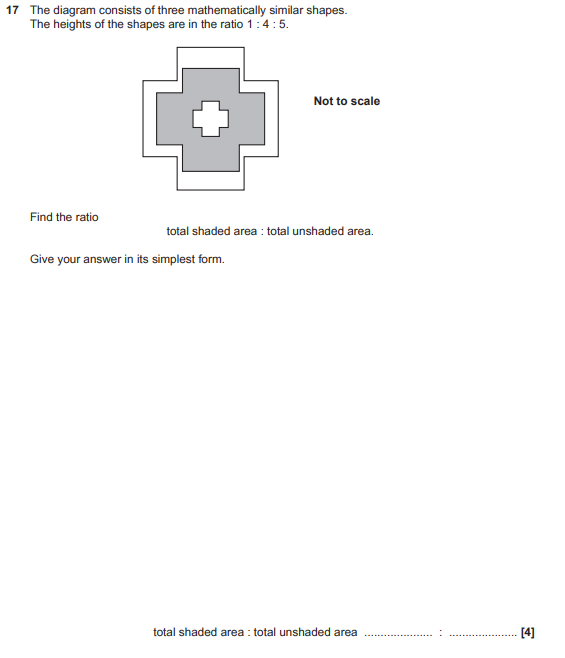 17 The diagram consists of three mathematically similar shapes.
The heights of the shapes are in the ratio 1 : 4 : 5.
Not to scale
Find the ratio
total shaded area : total unshaded area.
Give your answer in its simplest form.
total shaded area : total unshaded area ..................... : ..................... [4]